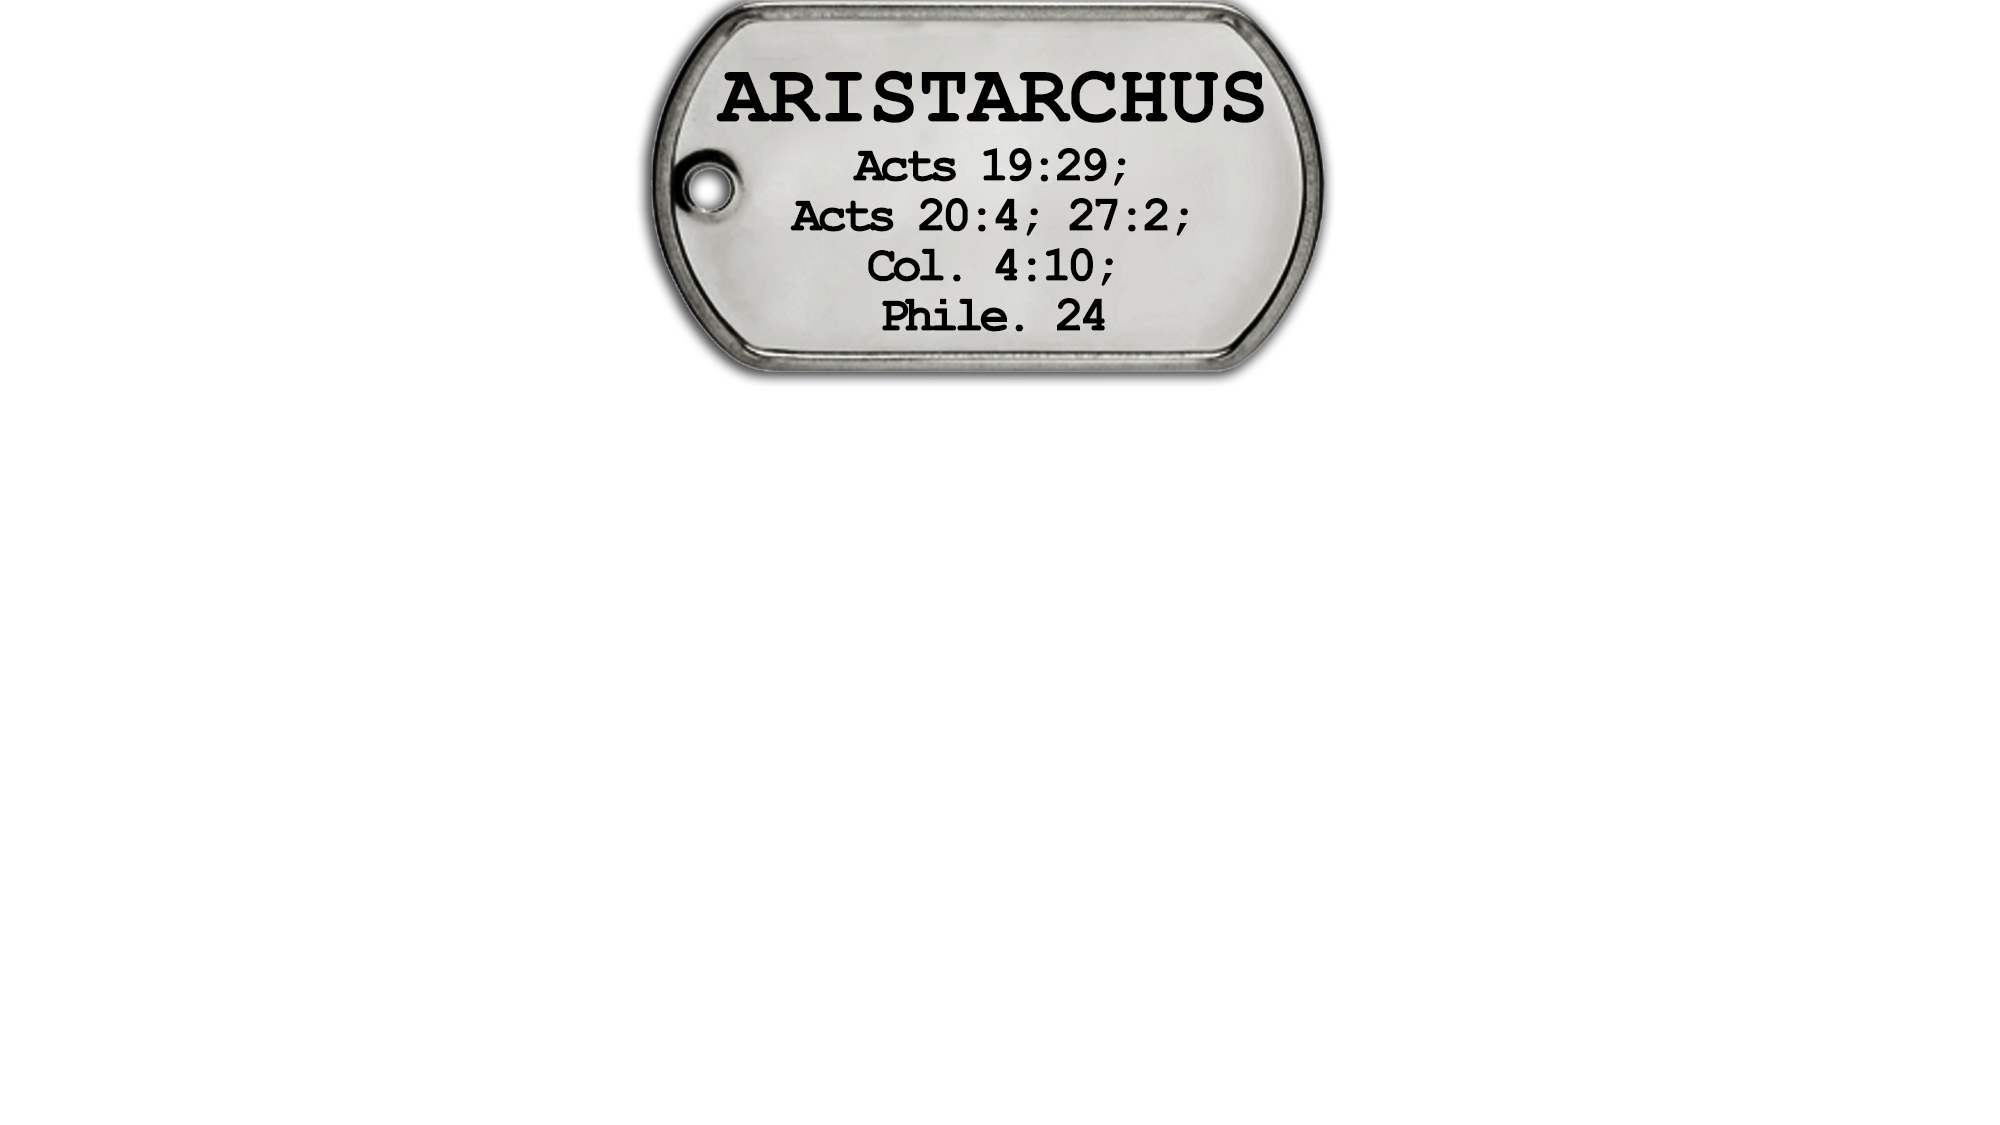 ARISTARCHUS
Acts 19:29;
Acts 20:4; 27:2;
Col. 4:10;
Phile. 24